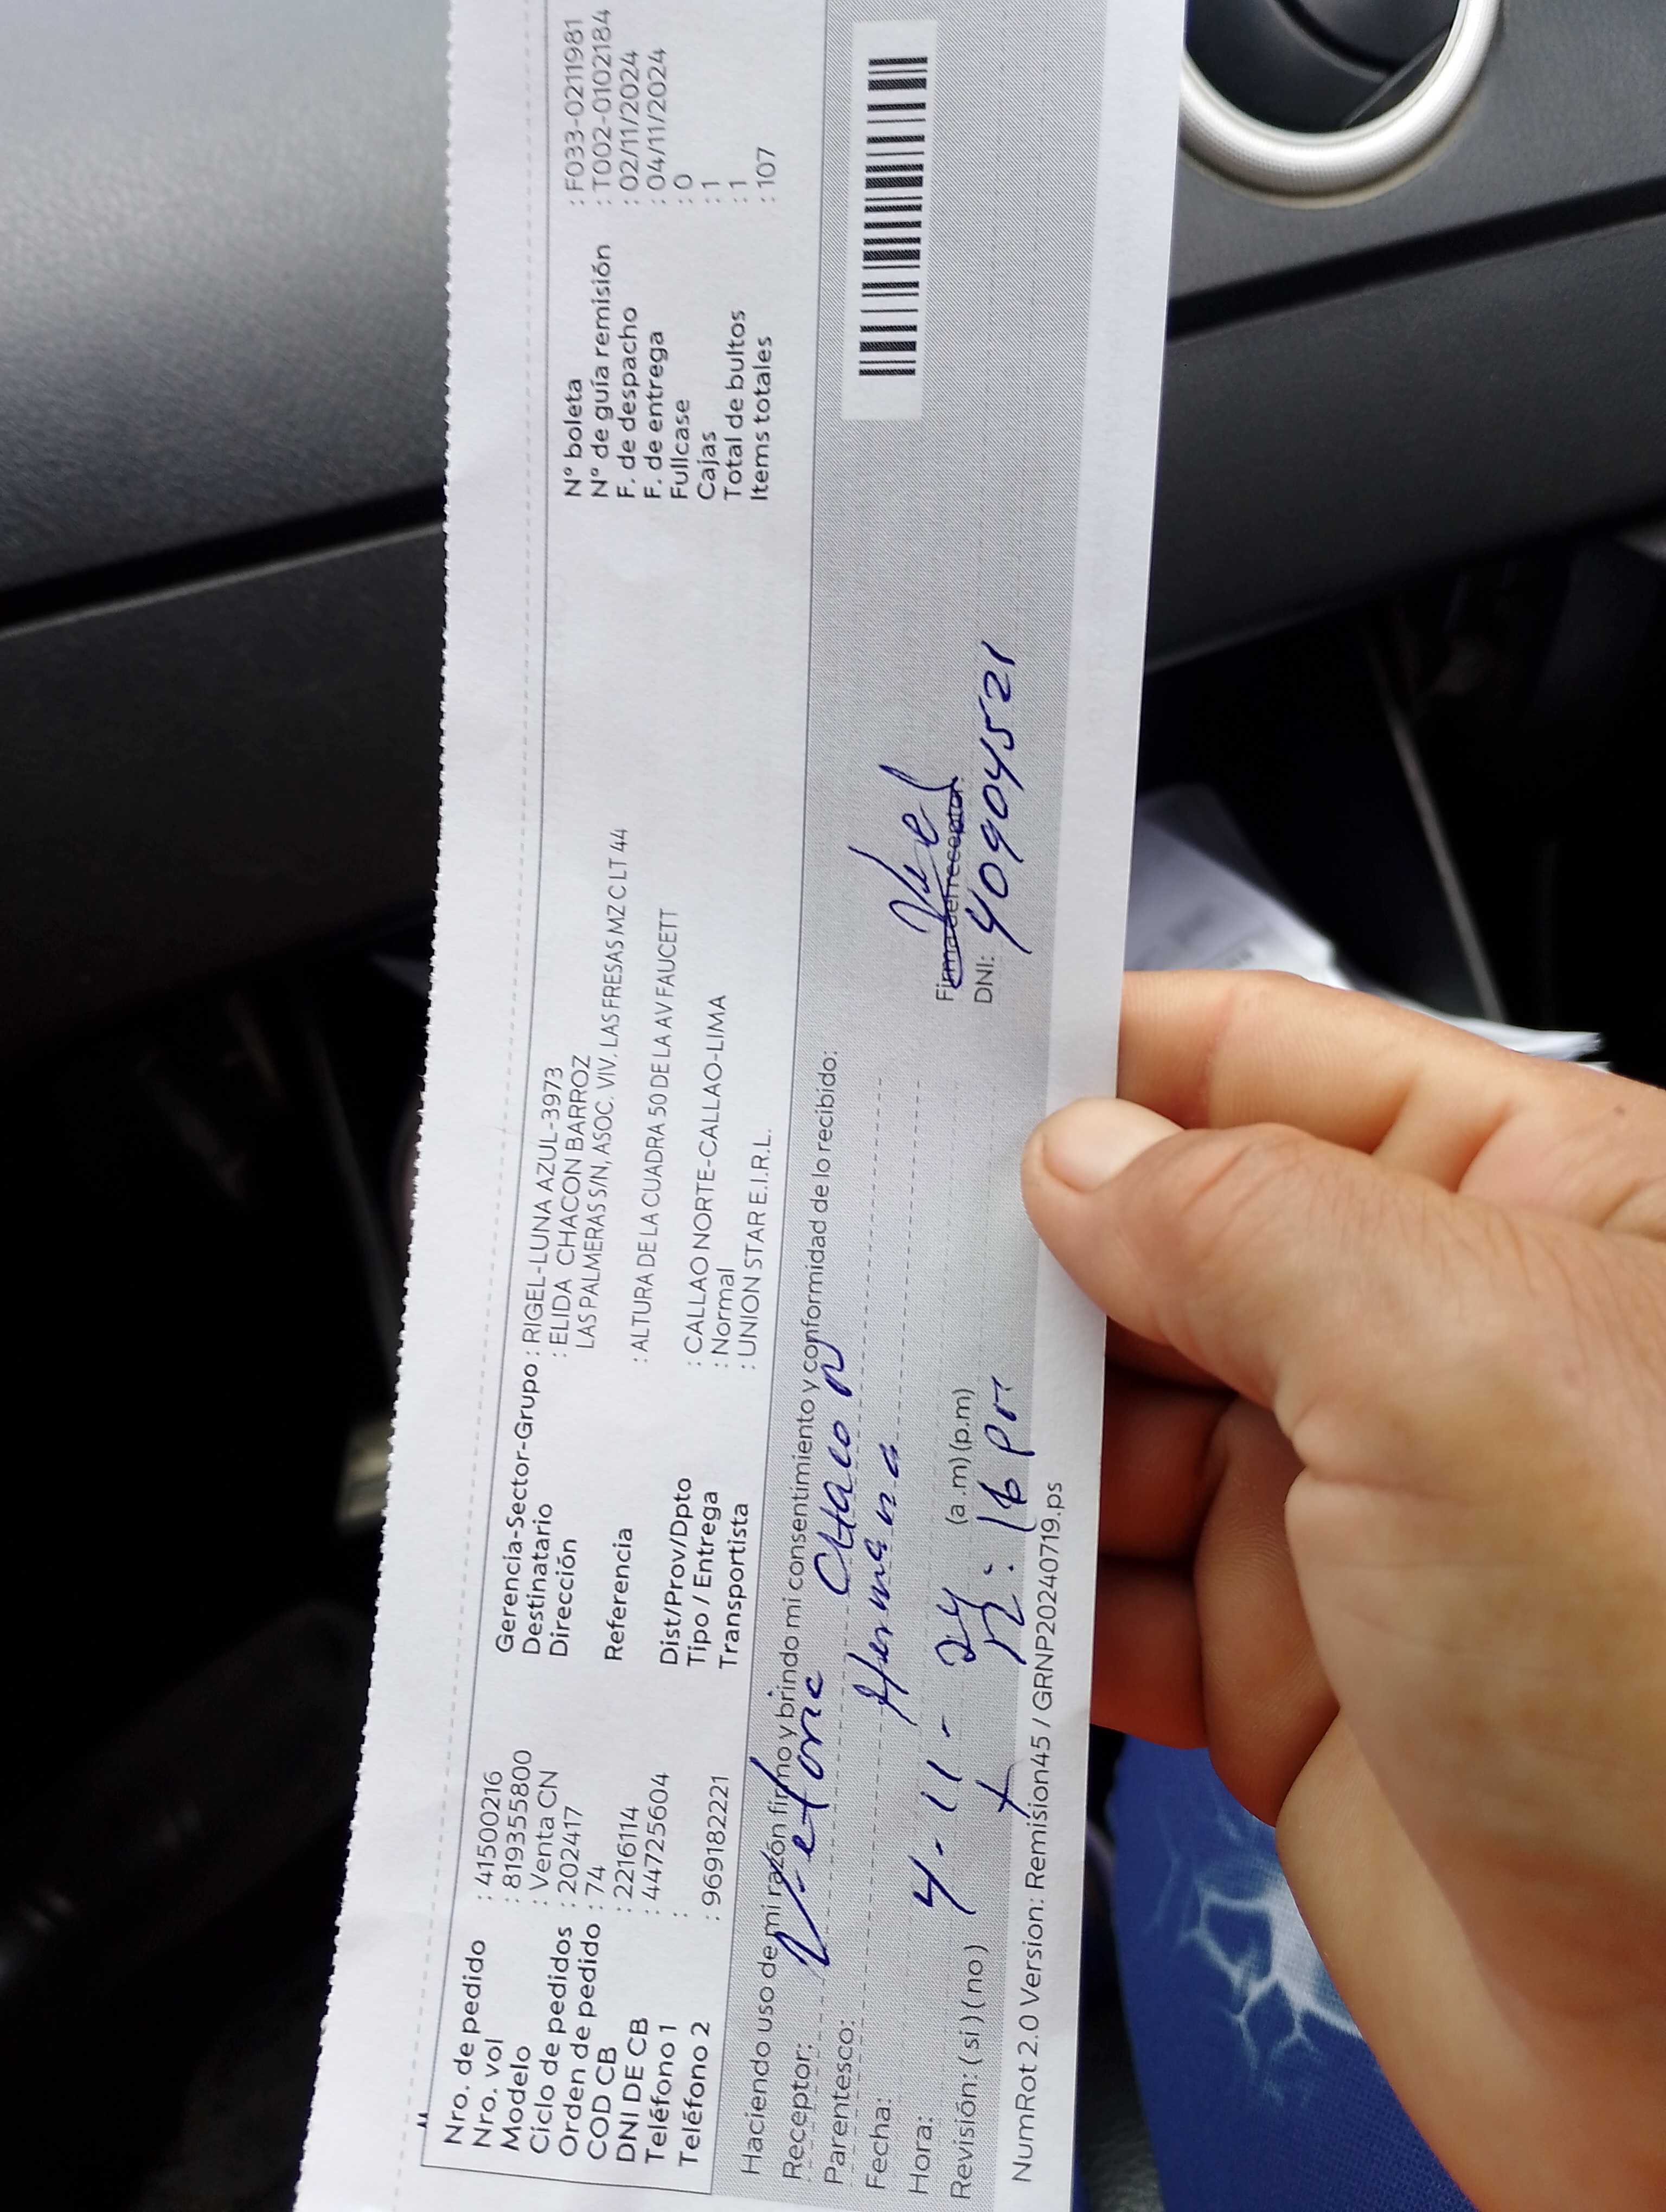 Nro. de pedido : 41500216
Nro. vol : 819355800
Modelo : Venta CN
Ciclo de pedidos : 202417
Orden de pedido : 74
COD CB : 2216114
DNI DE CB : 44725604
Teléfono 1 :
Teléfono 2 : 969182221
Gerencia-Sector-Grupo : RIGEL-LUNA AZUL-3973
Destinatario : ELIDA CHACON BARROZ
Dirección LAS PALMERAS S/N, ASOC. VIV. LAS FRESAS MZ C LT 44
Referencia : ALTURA DE LA CUADRA 50 DE LA AV FAUCETT
Dist/Prov/Dpto : CALLAO NORTE-CALLAO-LIMA
Tipo / Entrega : Normal
Transportista : UNION STAR E.I.R.L.
N° boleta : F033-0211981
N° de guía remisión : T002-0102184
F. de despacho : 02/11/2024
F. de entrega : 04/11/2024
Fullcase : 0
Cajas : 1
Total de bultos : 1
Items totales : 107
Haciendo uso de mi razón firmo y brindo mi consentimiento y conformidad de lo recibido:
Receptor: Chacon
Parentesco: Hermana
Fecha: 4-11-24
Hora: (a.m) (p.m)
Revisión: ( si ) ( no )
Firma del receptor
DNI: 40904521
NumRot 2.0 Version: Remision45 / GRNP20240719.ps